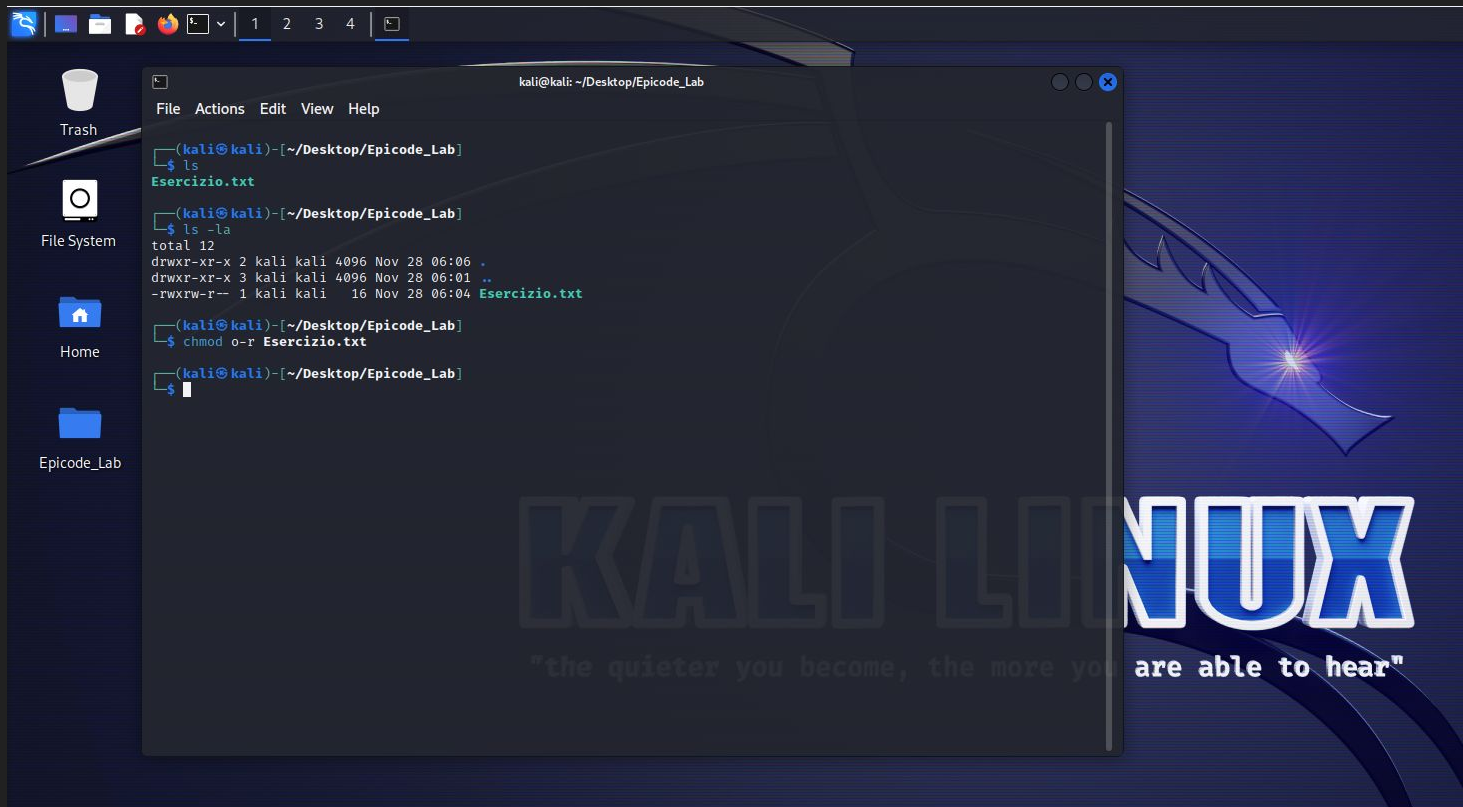 1 2 3 4
kali@kali: ~/Desktop/Epicode_Lab
File Actions Edit View Help
┌──(kali㉿kali)-[~/Desktop/Epicode_Lab]
└─$ ls
Esercizio.txt
┌──(kali㉿kali)-[~/Desktop/Epicode_Lab]
└─$ ls -la
total 12
drwxr-xr-x 2 kali kali 4096 Nov 28 06:06 .
drwxr-xr-x 3 kali kali 4096 Nov 28 06:01 ..
-rwxrw-r-- 1 kali kali   16 Nov 28 06:04 Esercizio.txt
┌──(kali㉿kali)-[~/Desktop/Epicode_Lab]
└─$ chmod o-r Esercizio.txt
┌──(kali㉿kali)-[~/Desktop/Epicode_Lab]
└─$
Trash
File System
Home
Epicode_Lab
KALI LINUX
"the quieter you become, the more you are able to hear"